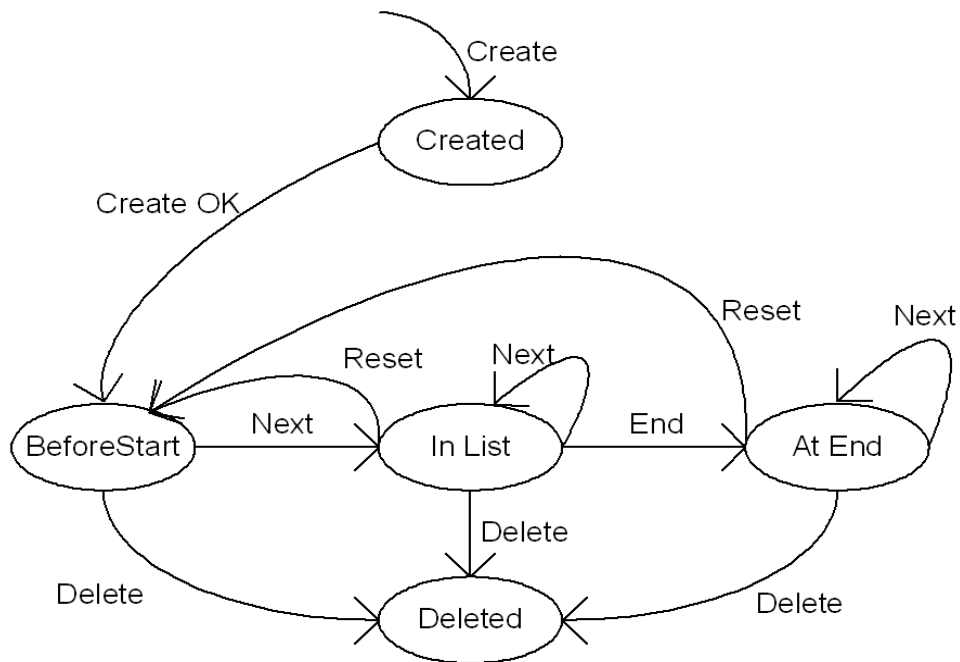 Create
Created
Create OK
Reset
Next
Reset
Next
BeforeStart
Next
In List
End
At End
Delete
Delete
Delete
Deleted